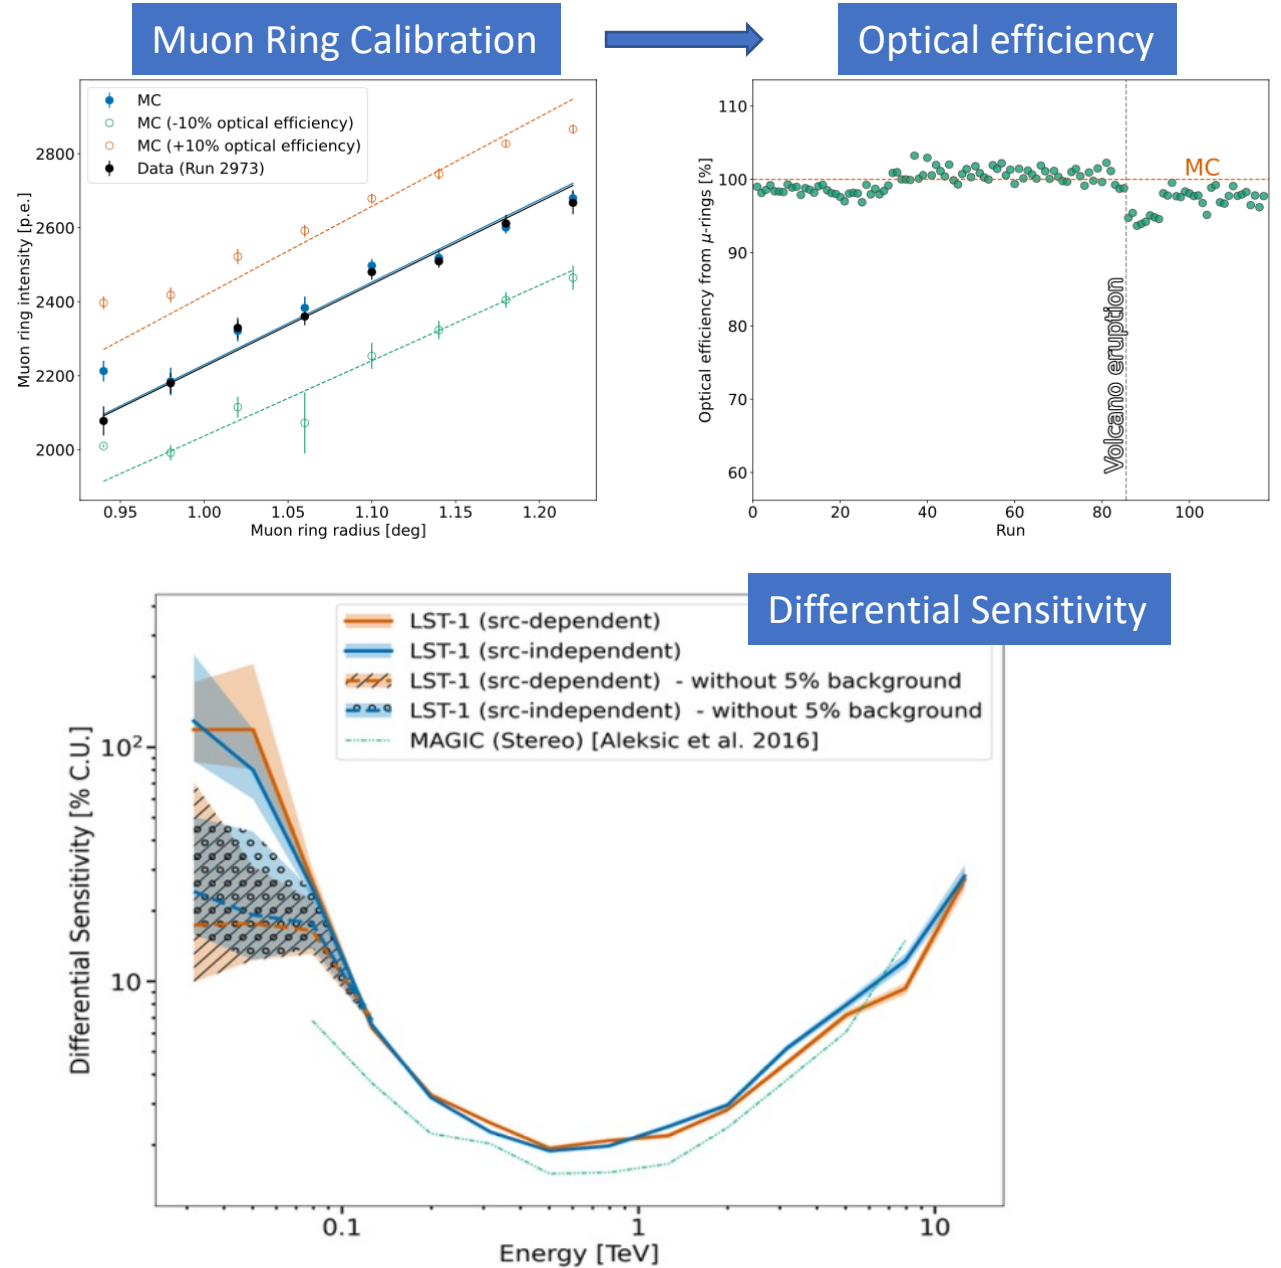 Muon Ring Calibration
Optical efficiency
MC
MC (-10% optical efficiency)
MC (+10% optical efficiency)
Data (Run 2973)
Muon ring intensity [p.e.]
2800
2600
2400
2200
2000
0.95 1.00 1.05 1.10 1.15 1.20
Muon ring radius [deg]
Optical efficiency from μ-rings [%]
110
100
90
80
70
60
MC
Volcano eruption
0 20 40 60 80 100
Run
Differential Sensitivity
LST-1 (src-dependent)
LST-1 (src-independent)
LST-1 (src-dependent) - without 5% background
LST-1 (src-independent) - without 5% background
MAGIC (Stereo) [Aleksic et al. 2016]
Differential Sensitivity [% C.U.]
10²
10
0.1 1 10
Energy [TeV]